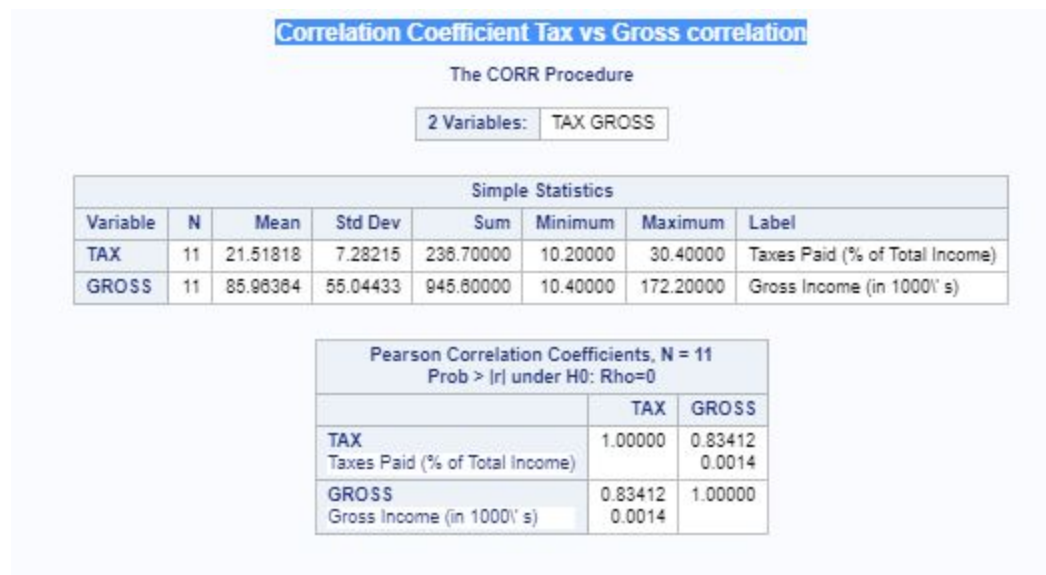 Correlation Coefficient Tax vs Gross correlation
The CORR Procedure
2 Variables: TAX GROSS
Simple Statistics
Variable N Mean Std Dev Sum Minimum Maximum Label
TAX 11 21.51818 7.28215 236.70000 10.20000 30.40000 Taxes Paid (% of Total Income)
GROSS 11 85.96364 55.04433 945.60000 10.40000 172.20000 Gross Income (in 1000\' s)
Pearson Correlation Coefficients, N = 11
Prob > |r| under H0: Rho=0
TAX GROSS
TAX 1.00000 0.83412
Taxes Paid (% of Total Income) 0.0014
GROSS 0.83412 1.00000
Gross Income (in 1000\' s) 0.0014